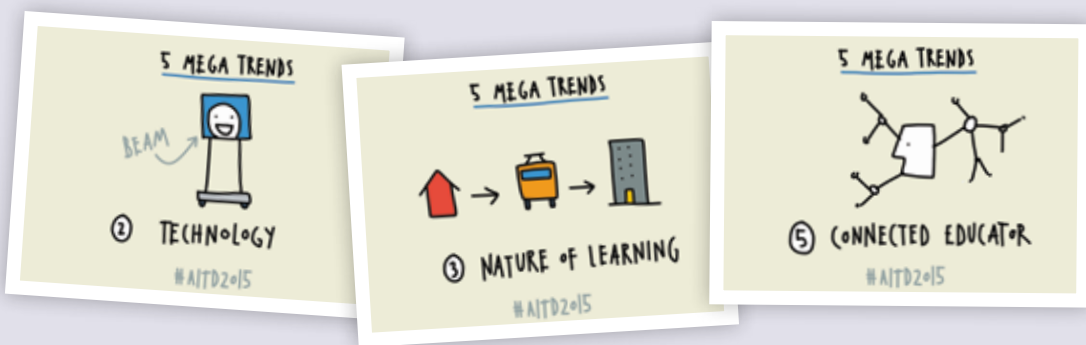 5 MEGA TRENDS
BEAM
2 TECHNOLOGY
#AITD2015
5 MEGA TRENDS
3 NATURE OF LEARNING
#AITD2015
5 MEGA TRENDS
5 CONNECTED EDUCATOR
#AITD2015